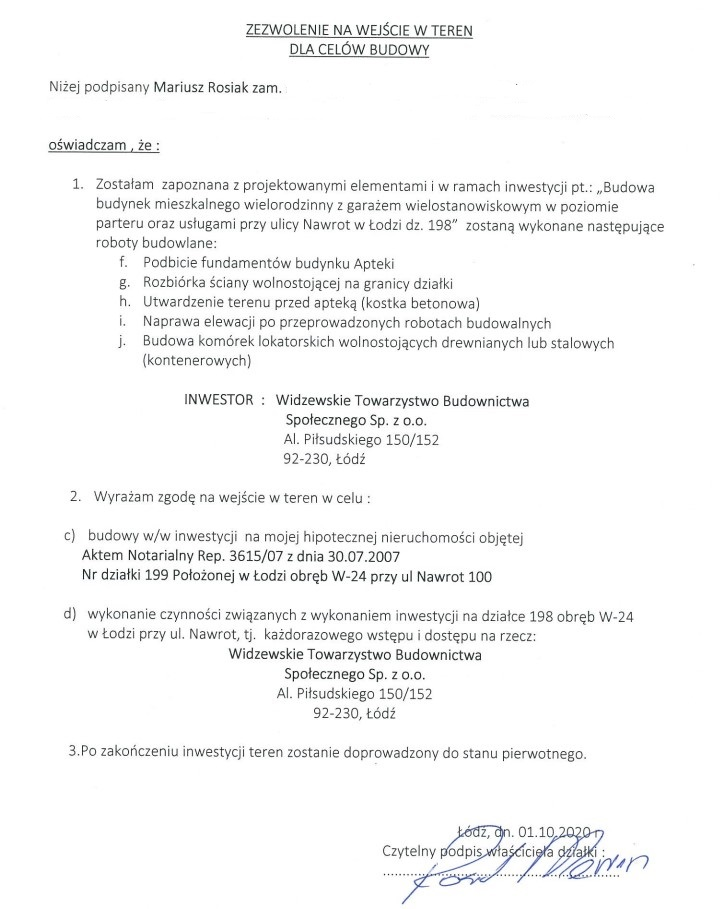 ZEZWOLENIE NA WEJŚCIE W TEREN
DLA CELÓW BUDOWY
Niżej podpisany Mariusz Rosiak zam.
oświadczam , że :
1. Zostałam zapoznana z projektowanymi elementami i w ramach inwestycji pt.: „Budowa
budynek mieszkalnego wielorodzinny z garażem wielostanowiskowym w poziomie
parteru oraz usługami przy ulicy Nawrot w Łodzi dz. 198” zostaną wykonane następujące
roboty budowlane:
f. Podbicie fundamentów budynku Apteki
g. Rozbiórka ściany wolnostojącej na granicy działki
h. Utwardzenie terenu przed apteką (kostka betonowa)
i. Naprawa elewacji po przeprowadzonych robotach budowalnych
j. Budowa komórek lokatorskich wolnostojących drewnianych lub stalowych
(kontenerowych)
INWESTOR : Widzewskie Towarzystwo Budownictwa
Społecznego Sp. z o.o.
Al. Piłsudskiego 150/152
92-230, Łódź
2. Wyrażam zgodę na wejście w teren w celu :
c) budowy w/w inwestycji na mojej hipotecznej nieruchomości objętej
Aktem Notarialny Rep. 3615/07 z dnia 30.07.2007
Nr działki 199 Położonej w Łodzi obręb W-24 przy ul Nawrot 100
d) wykonanie czynności związanych z wykonaniem inwestycji na działce 198 obręb W-24
w Łodzi przy ul. Nawrot, tj. każdorazowego wstępu i dostępu na rzecz:
Widzewskie Towarzystwo Budownictwa
Społecznego Sp. z o.o.
Al. Piłsudskiego 150/152
92-230, Łódź
3.Po zakończeniu inwestycji teren zostanie doprowadzony do stanu pierwotnego.
Łódź, dn. 01.10.2020r
Czytelny podpis właściciela działki :